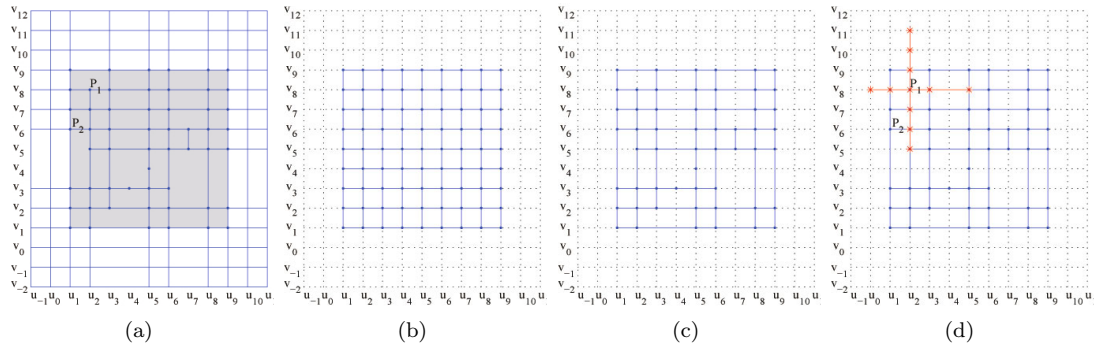 v12 v12 v12 v12
v11 v11 v11 v11
v10 v10 v10 v10
v9 v9 v9 v9
v8 P1 v8 v8 v8 P1
v7 v7 v7 v7
v6 P2 v6 v6 v6 P2
v5 v5 v5 v5
v4 v4 v4 v4
v3 v3 v3 v3
v2 v2 v2 v2
v1 v1 v1 v1
v0 v0 v0 v0
v−1 v−1 v−1 v−1
v−2 v−2 v−2 v−2
u−1 u0 u1 u2 u3 u4 u5 u6 u7 u8 u9 u10 u u−1 u0 u1 u2 u3 u4 u5 u6 u7 u8 u9 u10 u u−1 u0 u1 u2 u3 u4 u5 u6 u7 u8 u9 u10 u u−1 u0 u1 u2 u3 u4 u5 u6 u7 u8 u9 u10 u
(a) (b) (c) (d)